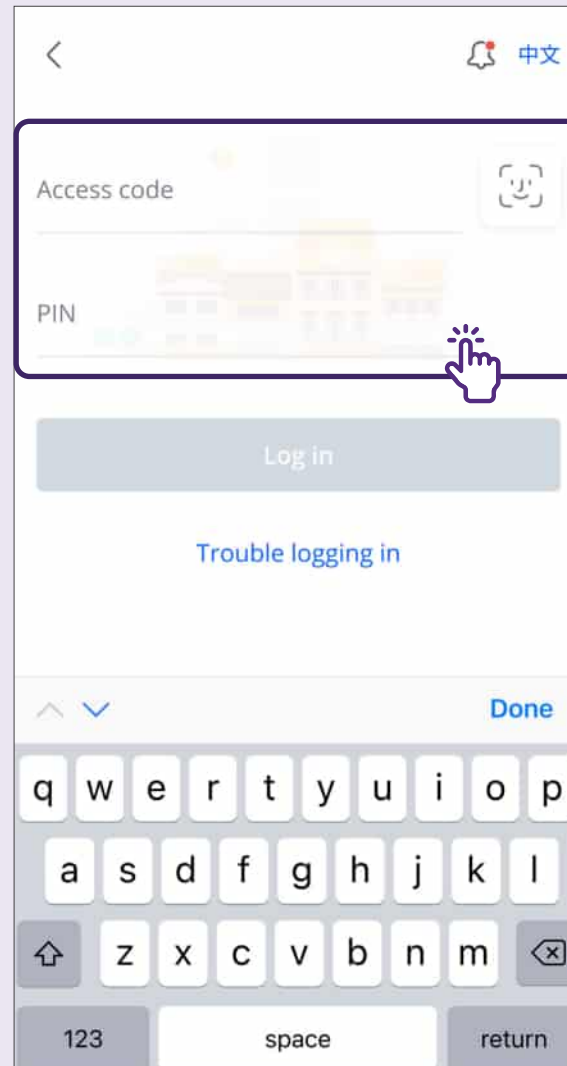 中文
Access code
PIN
Log in
Trouble logging in
Done
q w e r t y u i o p
a s d f g h j k l
z x c v b n m
123 space return